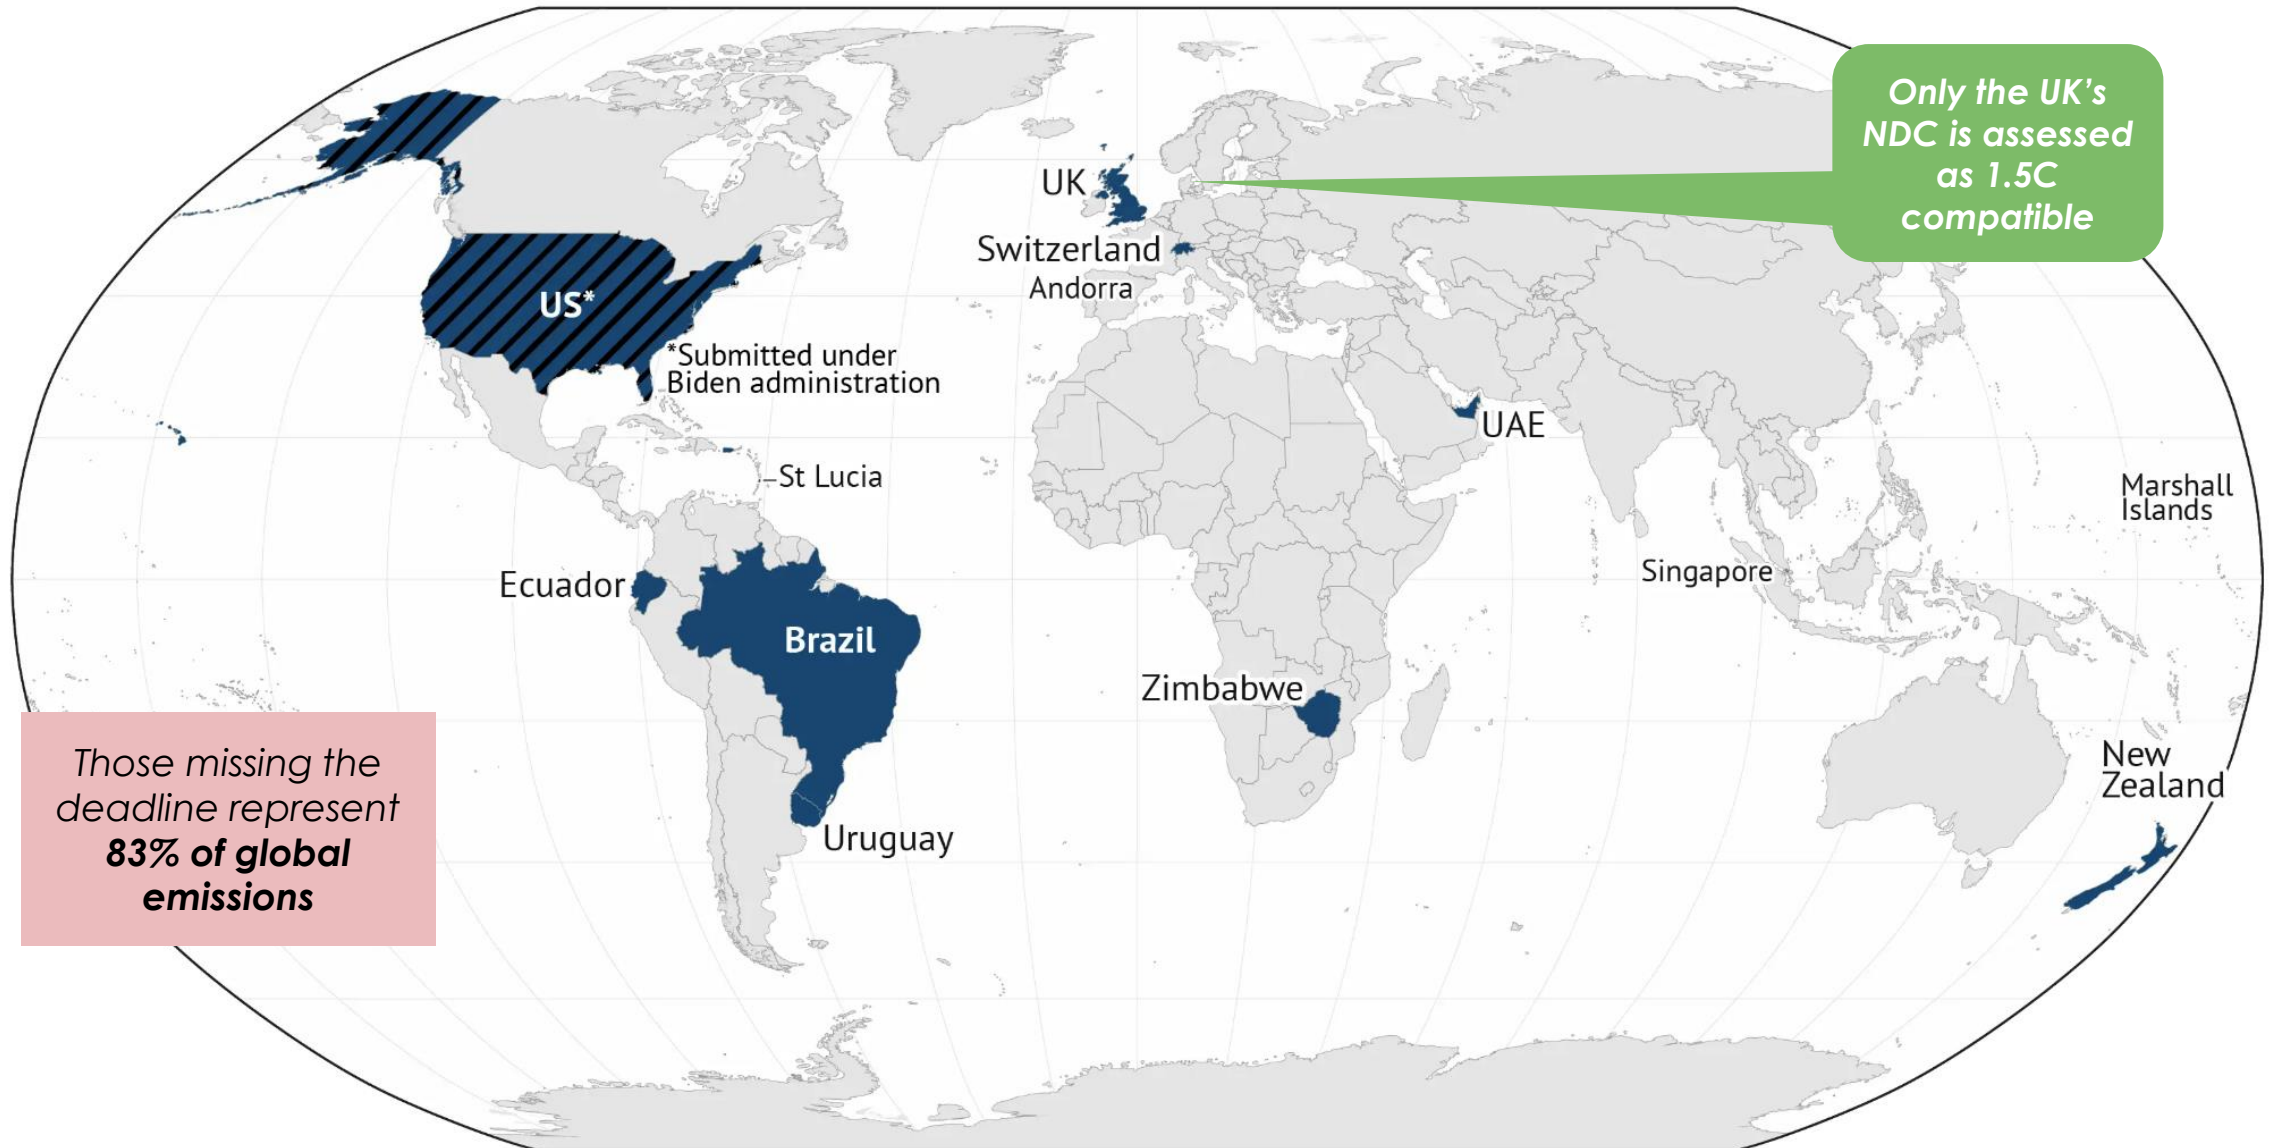 Only the UK’s
NDC is assessed
as 1.5C
compatible
UK
Switzerland
Andorra
US*
*Submitted under
Biden administration
UAE
St Lucia
Marshall
Islands
Singapore
Ecuador
Brazil
Zimbabwe
New
Zealand
Uruguay
Those missing the
deadline represent
83% of global
emissions